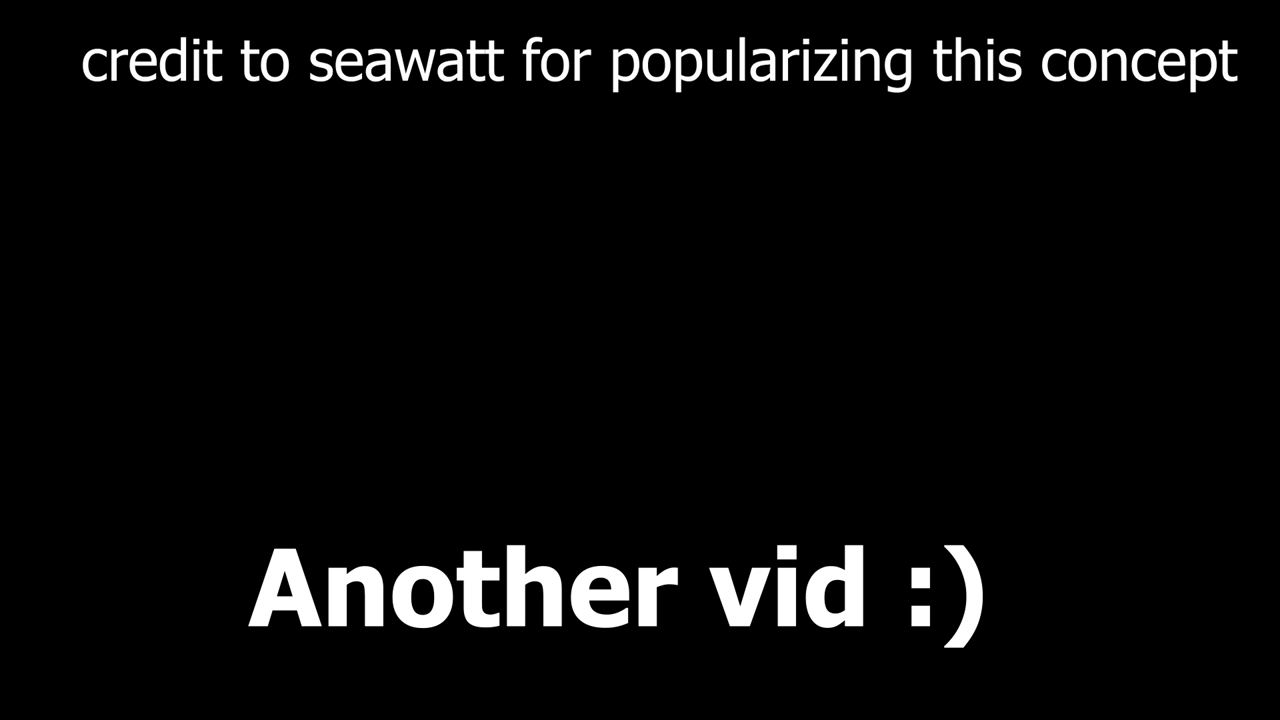 credit to seawatt for popularizing this concept
Another vid :)